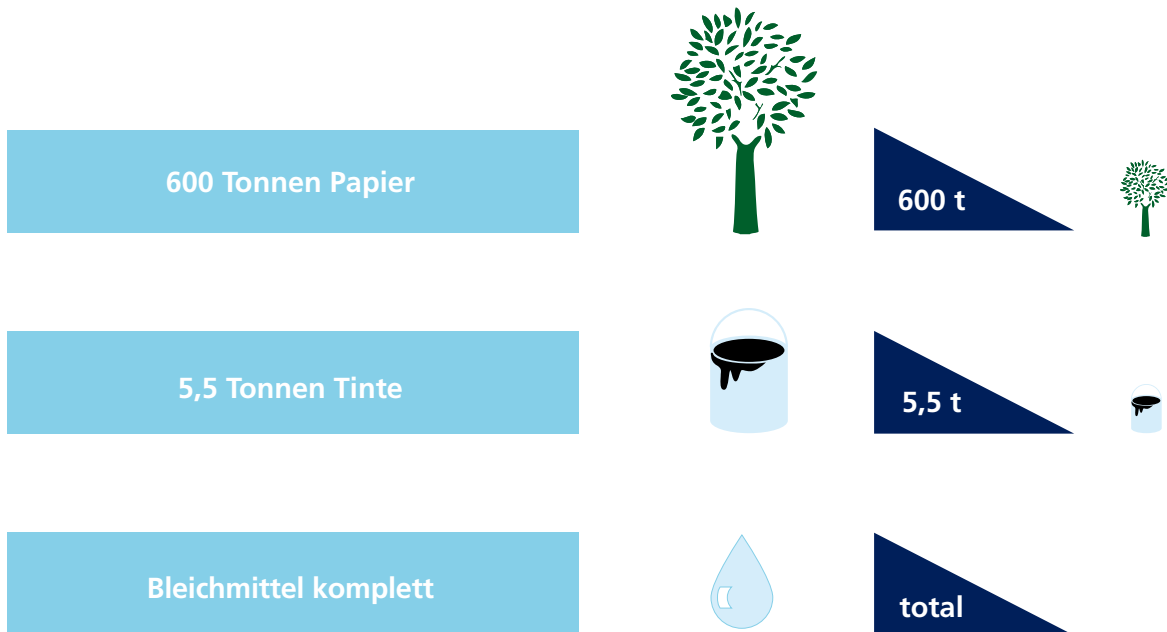 600 Tonnen Papier
600 t
5,5 Tonnen Tinte
5,5 t
Bleichmittel komplett
total